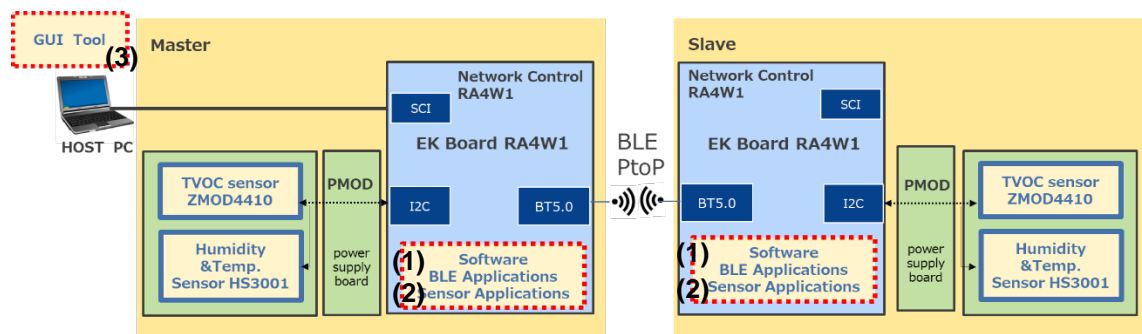 GUI Tool
(3)
HOST PC
Master
Network Control
RA4W1
SCI
EK Board RA4W1
I2C
BT5.0
(1)
Software
BLE Applications
(2)
Sensor Applications
TVOC sensor
ZMOD4410
Humidity
&Temp.
Sensor HS3001
PMOD
power
supply
board
BLE
PtoP
Slave
Network Control
RA4W1
SCI
EK Board RA4W1
BT5.0
I2C
(1)
Software
BLE Applications
(2)
Sensor Applications
PMOD
power
supply
board
TVOC sensor
ZMOD4410
Humidity
&Temp.
Sensor HS3001